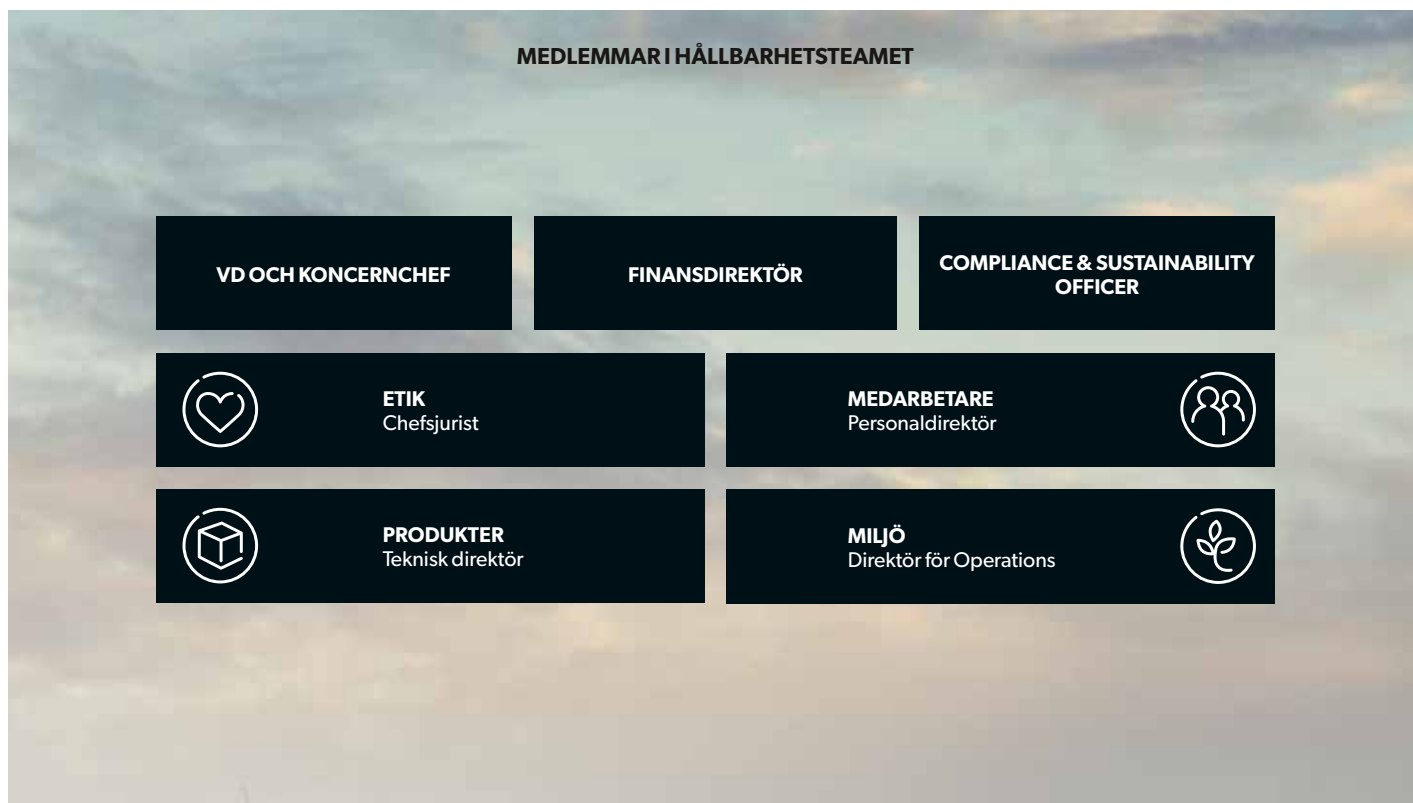 MEDLEMMAR I HÅLLBARHETSTEAMET
VD OCH KONCERNCHEF
FINANSDIREKTÖR
COMPLIANCE & SUSTAINABILITY
OFFICER
ETIK
Chefsjurist
MEDARBETARE
Personaldirektör
PRODUKTER
Teknisk direktör
MILJÖ
Direktör för Operations